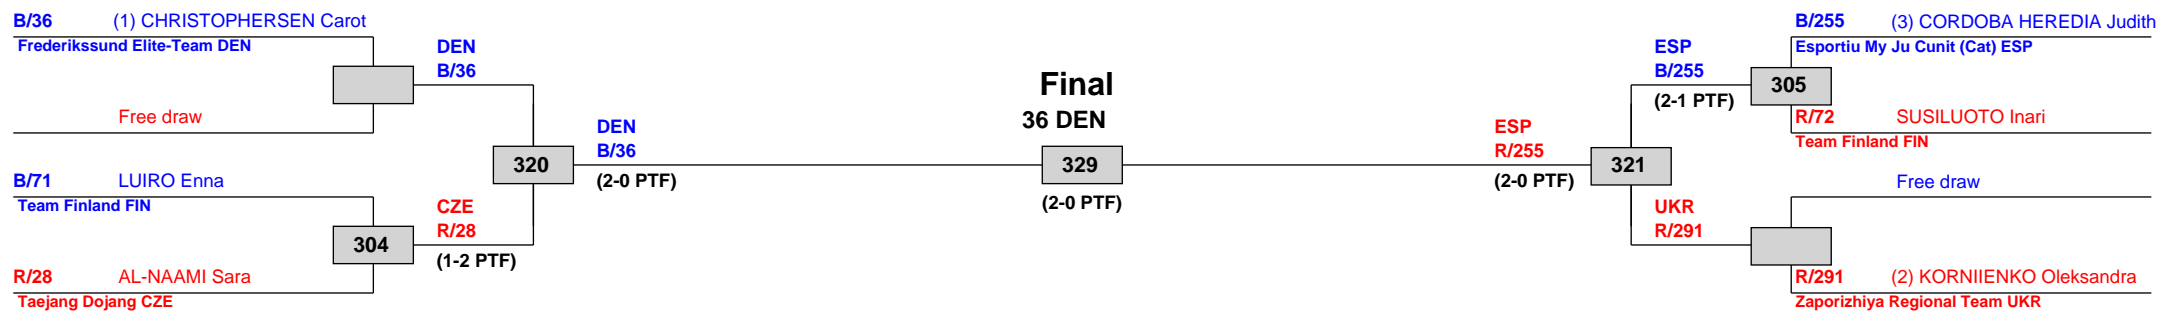 B/36 (1) CHRISTOPHERSEN Carot
Frederikssund Elite-Team DEN
DEN
B/36
Free draw
DEN
B/36
320
(2-0 PTF)
B/71 LUIRO Enna
Team Finland FIN
CZE
R/28
304
(1-2 PTF)
R/28 AL-NAAMI Sara
Taejang Dojang CZE
Final
36 DEN
329
(2-0 PTF)
B/255 (3) CORDOBA HEREDIA Judith
Esportiu My Ju Cunit (Cat) ESP
ESP
B/255
305
(2-1 PTF)
R/72 SUSILUOTO Inari
Team Finland FIN
ESP
R/255
321
(2-0 PTF)
Free draw
UKR
R/291
R/291 (2) KORNIIENKO Oleksandra
Zaporizhiya Regional Team UKR